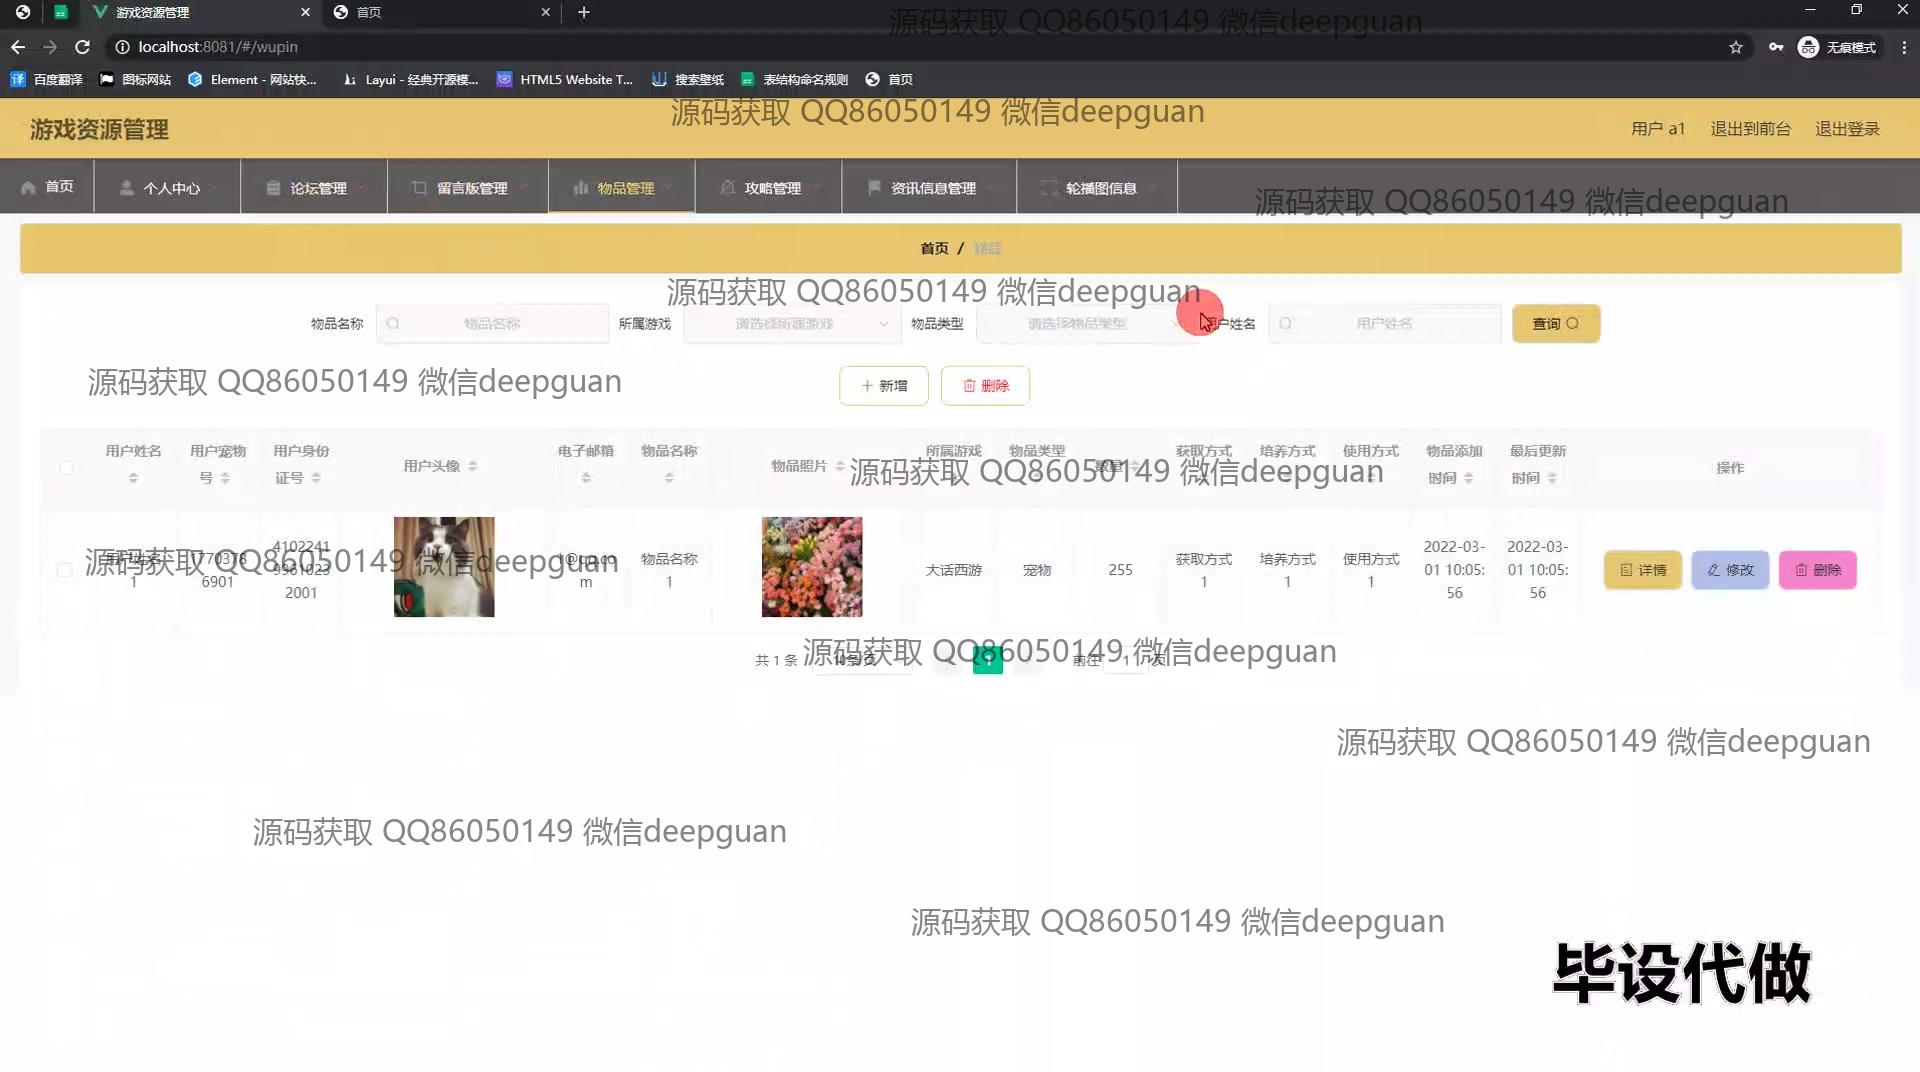 游戏资源管理
首页
源码获取 QQ86050149 微信deepguan
localhost:8081/#/wupin
无痕模式
百度翻译
图标网站
Element - 网站快...
Layui - 经典开源模...
HTML5 Website T...
搜索壁纸
表结构命名规则
首页
源码获取 QQ86050149 微信deepguan
游戏资源管理
用户 a1
退出到前台
退出登录
首页
个人中心
论坛管理
留言版管理
物品管理
攻略管理
资讯信息管理
轮播图信息
源码获取 QQ86050149 微信deepguan
首页 / 物品
源码获取 QQ86050149 微信deepguan
物品名称
物品名称
所属游戏
请选择所属游戏
物品类型
请选择物品类型
用户姓名
用户姓名
查询
源码获取 QQ86050149 微信deepguan
新增
删除
用户姓名
用户宠物号
用户身份证号
用户头像
电子邮箱
物品名称
物品照片
所属游戏
物品类型
数量
获取方式
培养方式
使用方式
物品添加时间
最后更新时间
操作
源码获取 QQ86050149 微信deepguan
用户姓名1
源码获取 QQ86050149 微信deepguan
物品名称1
大话西游
宠物
255
获取方式1
培养方式1
使用方式1
2022-03-01 10:05:56
2022-03-01 10:05:56
详情
修改
删除
共 1 条
10条/页
1
前往
1
页
源码获取 QQ86050149 微信deepguan
源码获取 QQ86050149 微信deepguan
源码获取 QQ86050149 微信deepguan
源码获取 QQ86050149 微信deepguan
毕设代做